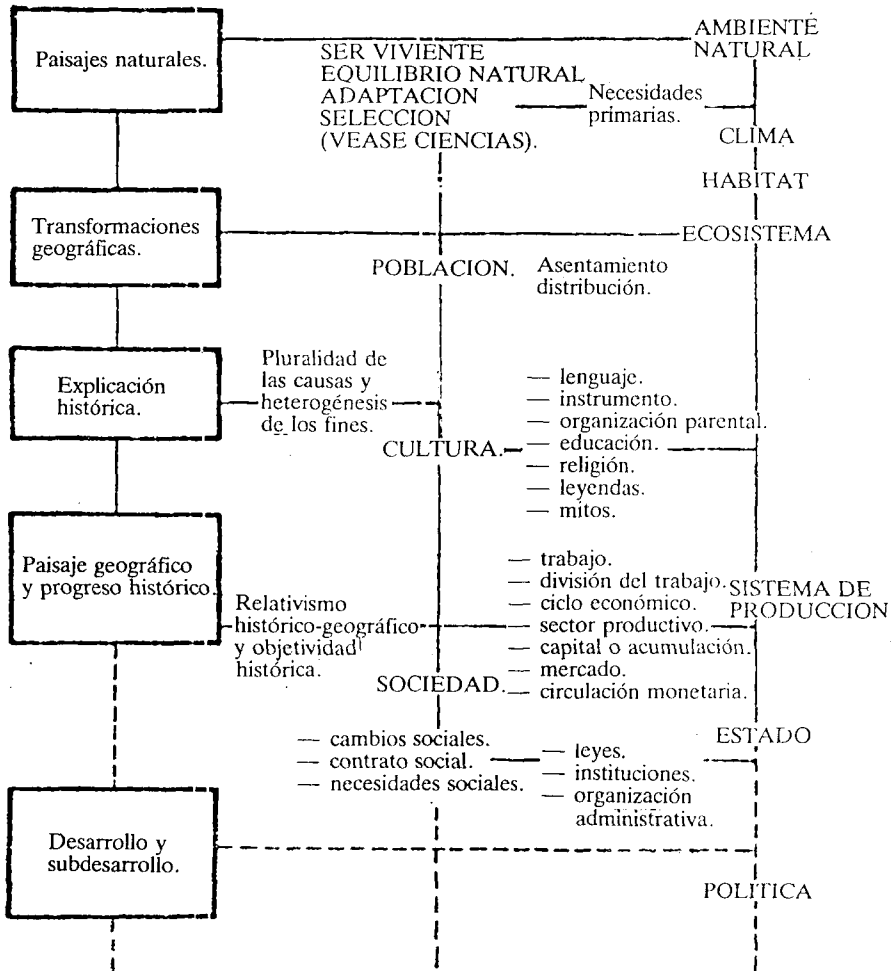 Paisajes naturales.
AMBIENTE
NATURAL
SER VIVIENTE
EQUILIBRIO NATURAL
ADAPTACION
SELECCION
(VEASE CIENCIAS).
Necesidades
primarias.
CLIMA
HABITAT
Transformaciones
geográficas.
ECOSISTEMA
POBLACION.
Asentamiento
distribución.
Explicación
histórica.
Pluralidad de
las causas y
heterogénesis
de los fines.
CULTURA.
— lenguaje.
— instrumento.
— organización parental.
— educación.
— religión.
— leyendas.
— mitos.
Paisaje geográfico
y progreso histórico.
Relativismo
histórico-geográfico
y objetividad
histórica.
SOCIEDAD.
— trabajo.
— división del trabajo.
— ciclo económico.
— sector productivo.
— capital o acumulación.
— mercado.
— circulación monetaria.
SISTEMA DE
PRODUCCION
ESTADO
— cambios sociales.
— contrato social.
— necesidades sociales.
— leyes.
— instituciones.
— organización
administrativa.
Desarrollo y
subdesarrollo.
POLITICA